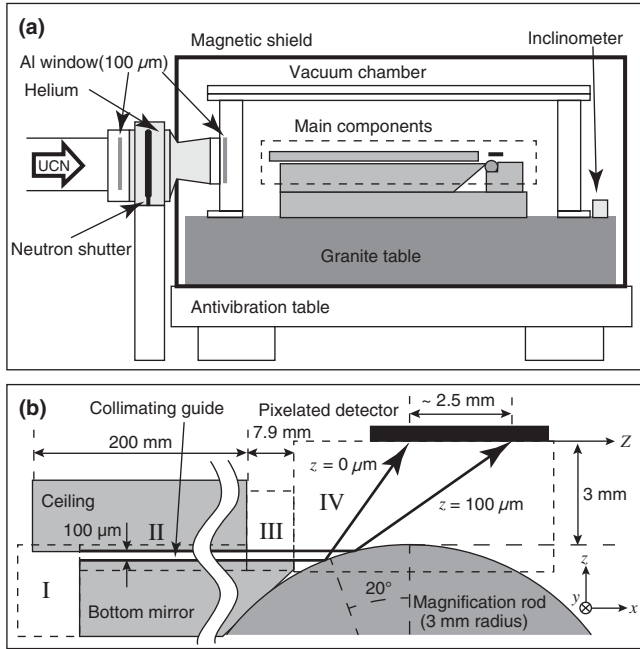 (a)
Magnetic shield
Inclinometer
Al window(100 μm)
Vacuum chamber
Helium
Main components
UCN
Neutron shutter
Granite table
Antivibration table
(b)
Collimating guide
Pixelated detector
~ 2.5 mm
200 mm
7.9 mm
Z
z = 0 μm
Ceiling
IV
z = 100 μm
3 mm
100 μm
II
III
I
z
20°
y
x
Bottom mirror
Magnification rod
(3 mm radius)